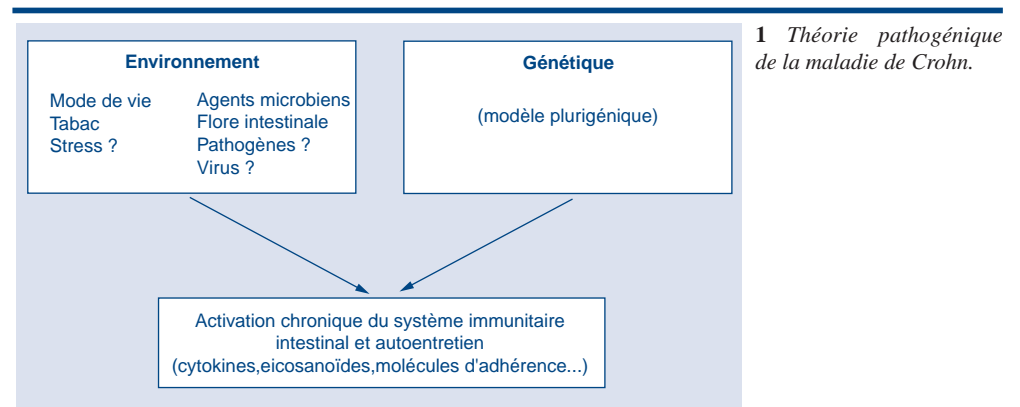 Environnement
Mode de vie
Tabac
Stress ?
Agents microbiens
Flore intestinale
Pathogènes ?
Virus ?
Génétique
(modèle plurigénique)
Activation chronique du système immunitaire
intestinal et autoentretien
(cytokines,eicosanoïdes,molécules d'adhérence...)
1 Théorie pathogénique
de la maladie de Crohn.